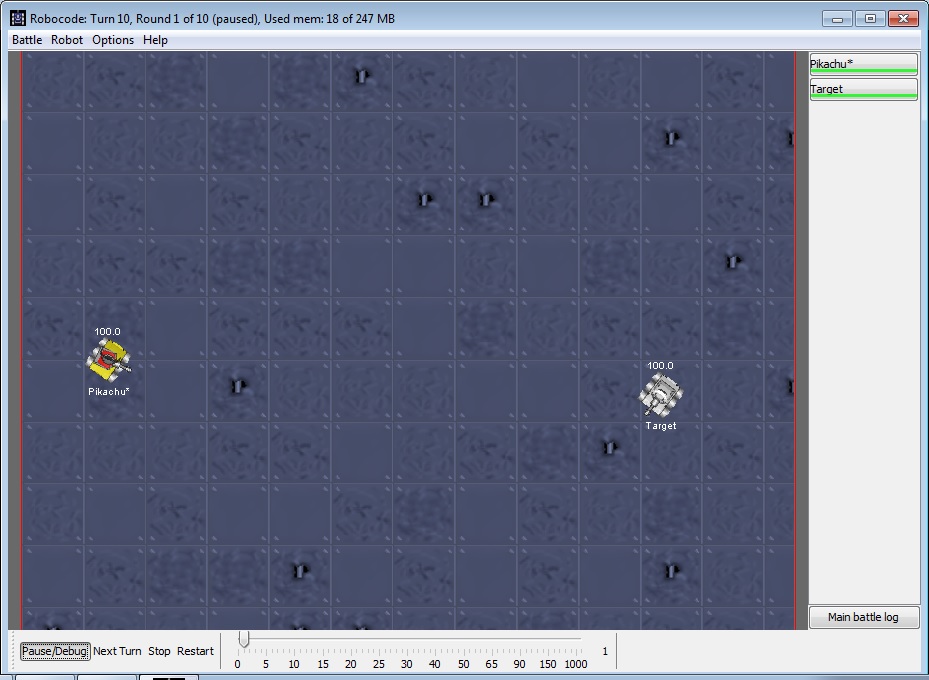 Robocode: Turn 10, Round 1 of 10 (paused), Used mem: 18 of 247 MB
Battle Robot Options Help
Pikachu*
Target
100.0
Pikachu*
100.0
Target
Main battle log
Pause/Debug Next Turn Stop Restart
0 5 10 15 20 25 30 40 50 65 90 150 1000
1